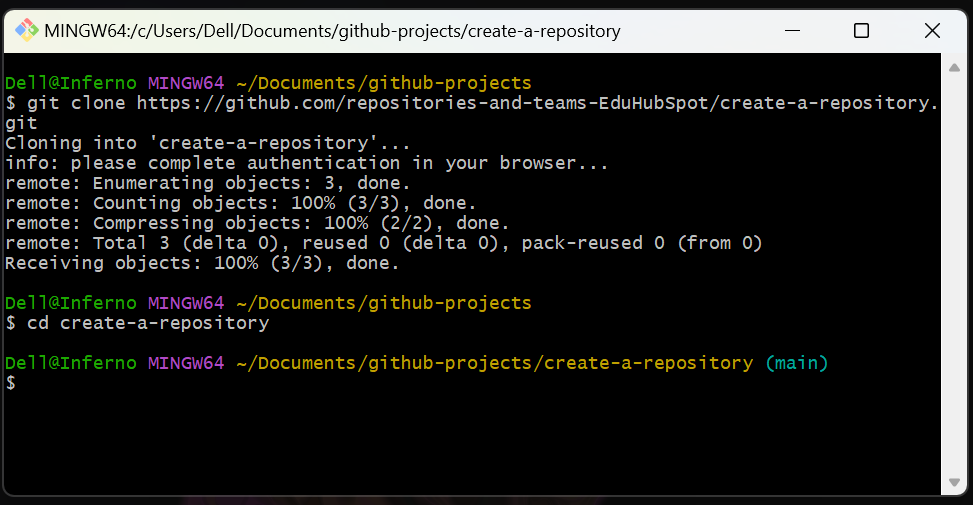 MINGW64:/c/Users/Dell/Documents/github-projects/create-a-repository
Dell@Inferno MINGW64 ~/Documents/github-projects
$ git clone https://github.com/repositories-and-teams-EduHubSpot/create-a-repository.
git
Cloning into 'create-a-repository'...
info: please complete authentication in your browser...
remote: Enumerating objects: 3, done.
remote: Counting objects: 100% (3/3), done.
remote: Compressing objects: 100% (2/2), done.
remote: Total 3 (delta 0), reused 0 (delta 0), pack-reused 0 (from 0)
Receiving objects: 100% (3/3), done.
Dell@Inferno MINGW64 ~/Documents/github-projects
$ cd create-a-repository
Dell@Inferno MINGW64 ~/Documents/github-projects/create-a-repository (main)
$